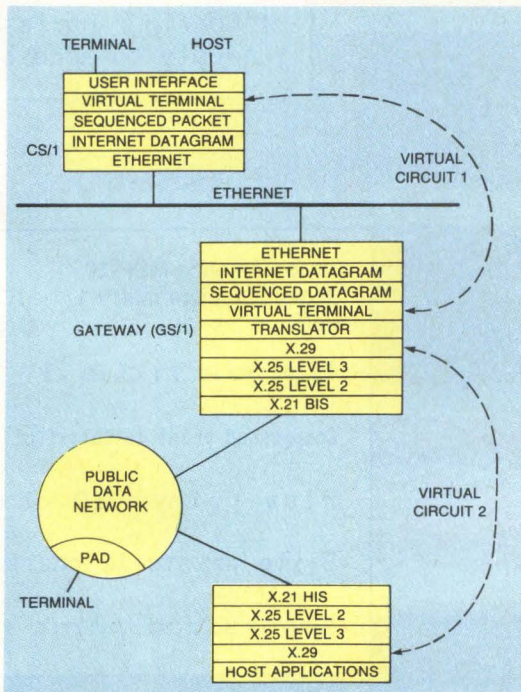 TERMINAL
HOST
USER INTERFACE
VIRTUAL TERMINAL
SEQUENCED PACKET
INTERNET DATAGRAM
ETHERNET
CS/1
VIRTUAL
CIRCUIT 1
ETHERNET
ETHERNET
INTERNET DATAGRAM
SEQUENCED DATAGRAM
VIRTUAL TERMINAL
TRANSLATOR
X.29
X.25 LEVEL 3
X.25 LEVEL 2
X.21 BIS
GATEWAY (GS/1)
PUBLIC
DATA
NETWORK
PAD
TERMINAL
VIRTUAL
CIRCUIT 2
X.21 HIS
X.25 LEVEL 2
X.25 LEVEL 3
X.29
HOST APPLICATIONS